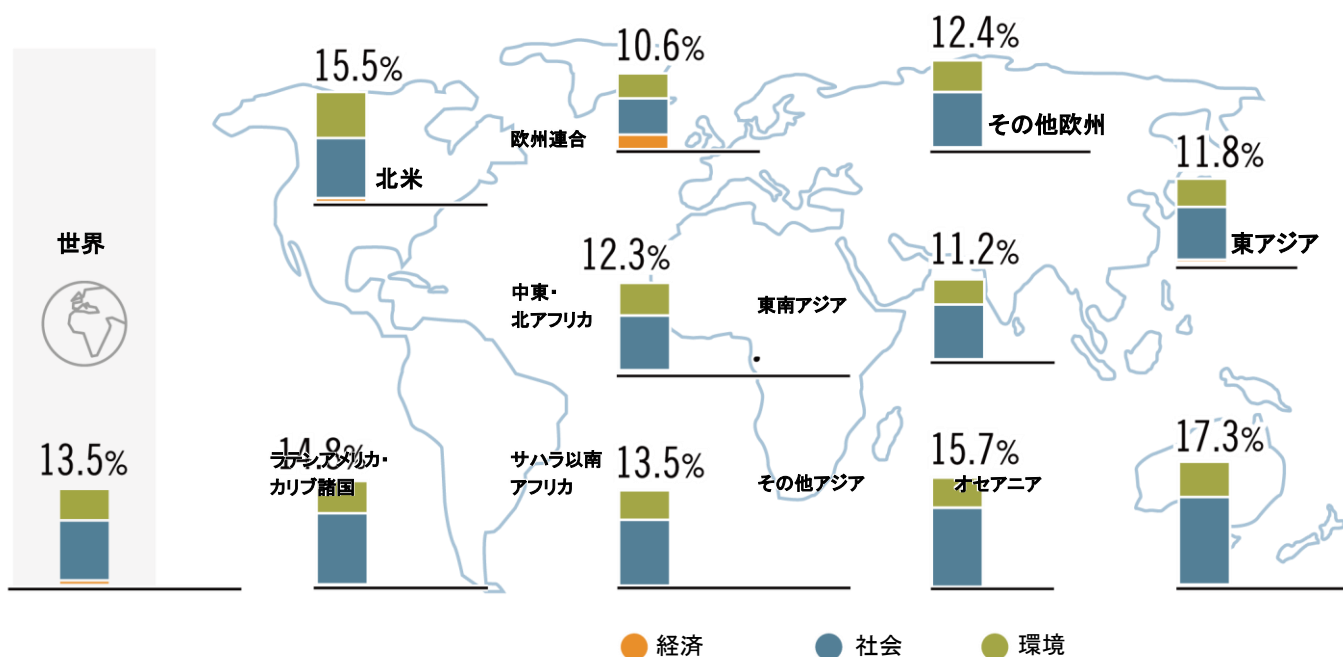 世界
13.5%
15.5%
北米
10.6%
欧州連合
12.4%
その他欧州
11.8%
東アジア
12.3%
中東・
北アフリカ
11.2%
東南アジア
14.8%
ラテンアメリカ・
カリブ諸国
13.5%
サハラ以南
アフリカ
15.7%
その他アジア
17.3%
オセアニア
経済
社会
環境